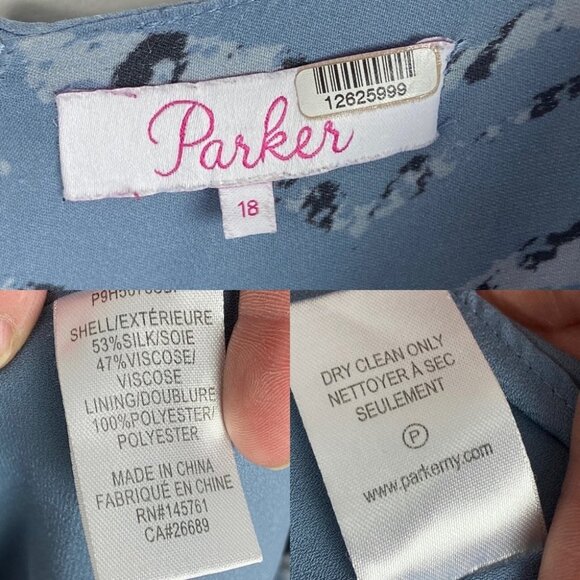 Parker
12625999
18
SHELL/EXTÉRIEURE
53%SILK/SOIE
47%VISCOSE/
VISCOSE
LINING/DOUBLURE
100%POLYESTER/
POLYESTER
MADE IN CHINA
FABRIQUÉ EN CHINE
RN#145761
CA#26689
DRY CLEAN ONLY
NETTOYER À SEC
SEULEMENT
P
www.parkerny.com